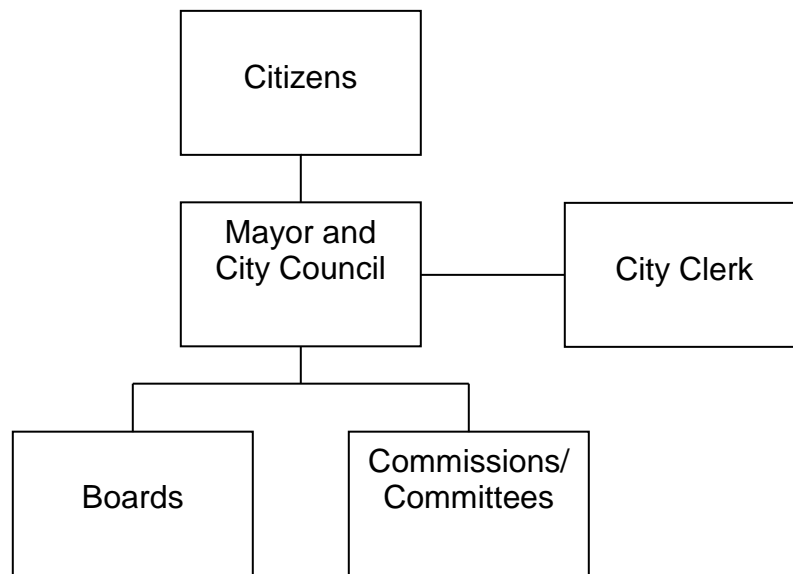 Citizens
Mayor and
City Council
City Clerk
Boards
Commissions/
Committees